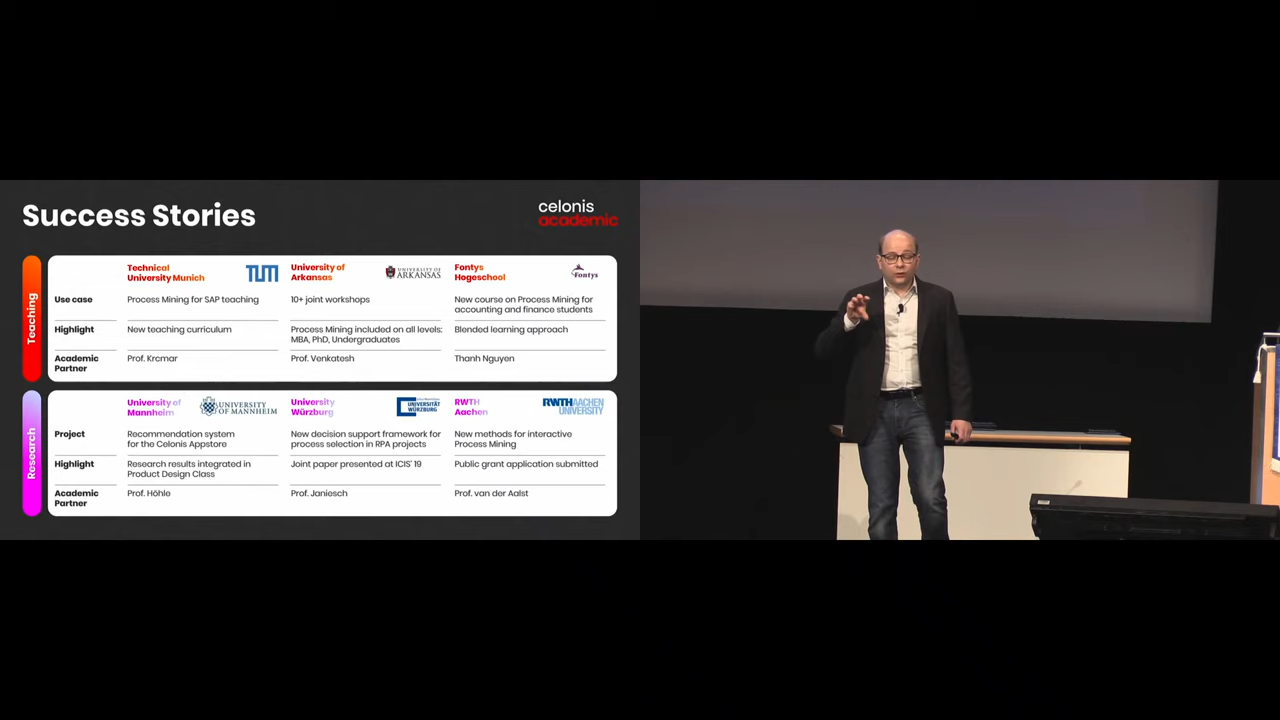 Success Stories
celonis
academic
Teaching
Technical
University Munich
TUM
University of
Arkansas
UNIVERSITY OF
ARKANSAS
Fontys
Hogeschool
Fontys
Use case
Process Mining for SAP teaching
10+ joint workshops
New course on Process Mining for
accounting and finance students
Highlight
New teaching curriculum
Process Mining included on all levels:
MBA, PhD, Undergraduates
Blended learning approach
Academic
Partner
Prof. Krcmar
Prof. Venkatesh
Thanh Nguyen
Research
University of
Mannheim
UNIVERSITY
OF MANNHEIM
University
Würzburg
UNIVERSITÄT
WÜRZBURG
RWTH
Aachen
RWTH AACHEN
UNIVERSITY
Project
Recommendation system
for the Celonis Appstore
New decision support framework for
process selection in RPA projects
New methods for interactive
Process Mining
Highlight
Research results integrated in
Product Design Class
Joint paper presented at ICIS' 19
Public grant application submitted
Academic
Partner
Prof. Höhle
Prof. Janiesch
Prof. van der Aalst